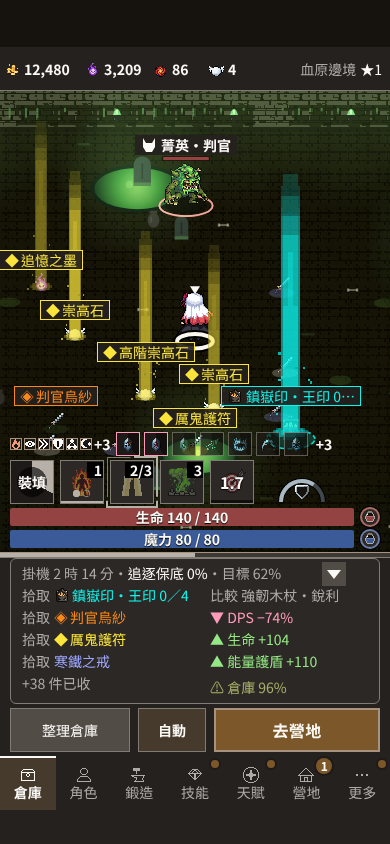 12,480 3,209 86 4 血原邊境 ★1
菁英・判官
追憶之墨
崇高石
高階崇高石
崇高石
判官烏紗
鎮嶽印・王印 0…
厲鬼護符
+3 +3
裝填 1 2/3 3 1/7
生命 140 / 140
魔力 80 / 80
掛機 2 時 14 分・追逐保底 0%・目標 62%
拾取 鎮嶽印・王印 0／4
拾取 判官烏紗
拾取 厲鬼護符
拾取 寒鐵之戒
+38 件已收
比較 強韌木杖・銳利
▼ DPS −74%
▲ 生命 +104
▲ 能量護盾 +110
⚠ 倉庫 96%
整理倉庫 自動 去營地
倉庫 角色 鍛造 技能 天賦 營地 1 更多